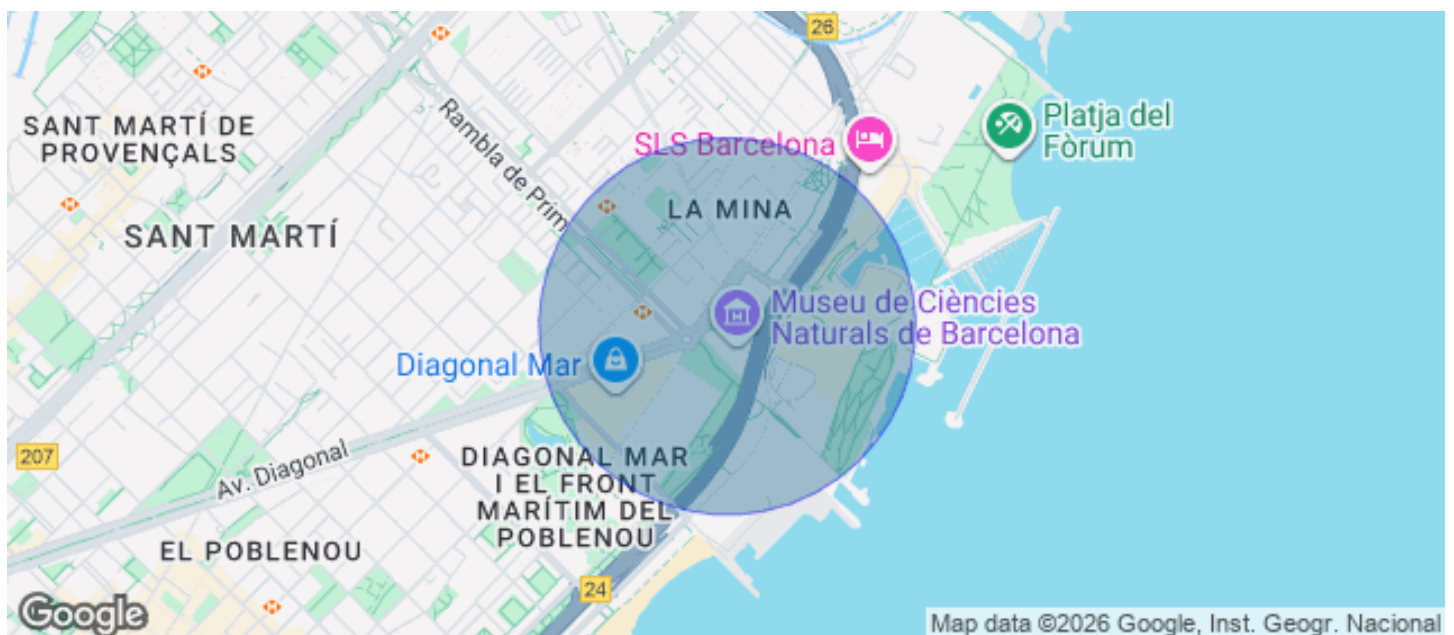 26
SANT MARTÍ DE
PROVENÇALS
Rambla de Prim
SLS Barcelona
Platja del
Fòrum
LA MINA
SANT MARTÍ
Museu de Ciències
Naturals de Barcelona
Diagonal Mar
207
Av. Diagonal
DIAGONAL MAR
I EL FRONT
MARÍTIM DEL
POBLENOU
EL POBLENOU
24
Google
Map data ©2026 Google, Inst. Geogr. Nacional